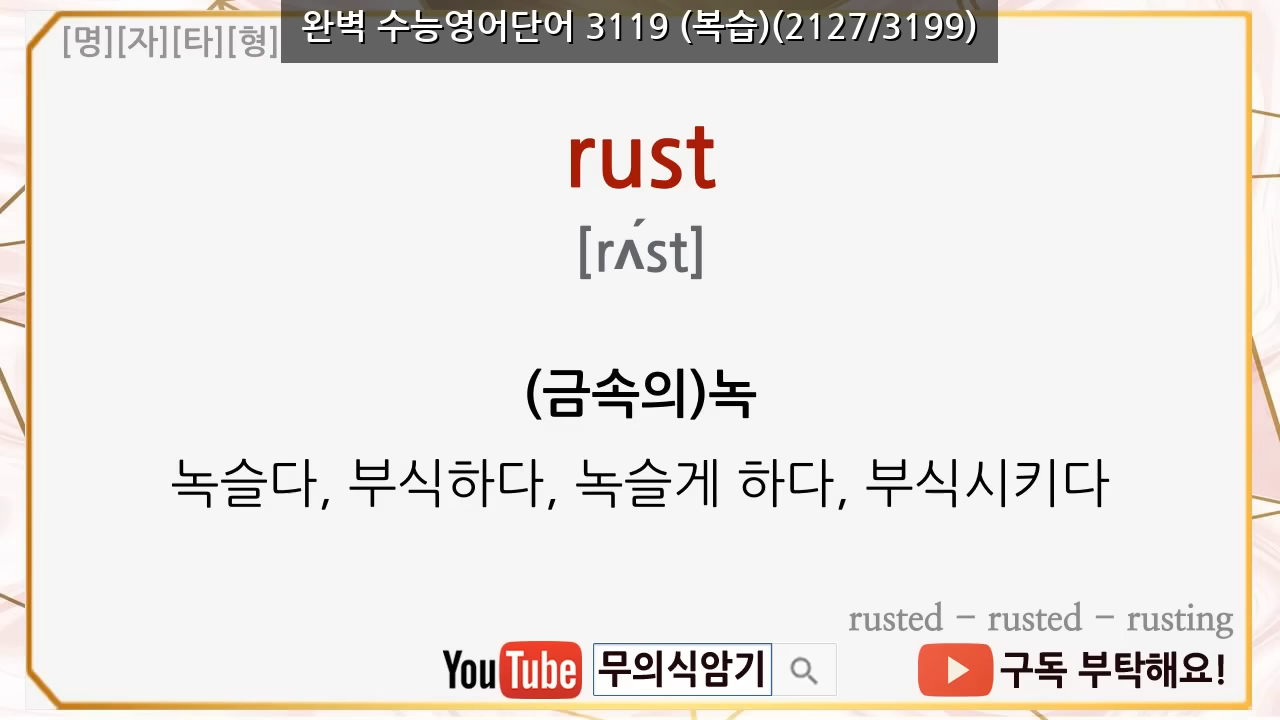 [명][자][타][형]
완벽 수능영어단어 3119 (복습)(2127/3199)
rust
[rʌ́st]
(금속의)녹
녹슬다, 부식하다, 녹슬게 하다, 부식시키다
rusted - rusted - rusting
YouTube 무의식암기 구독 부탁해요!